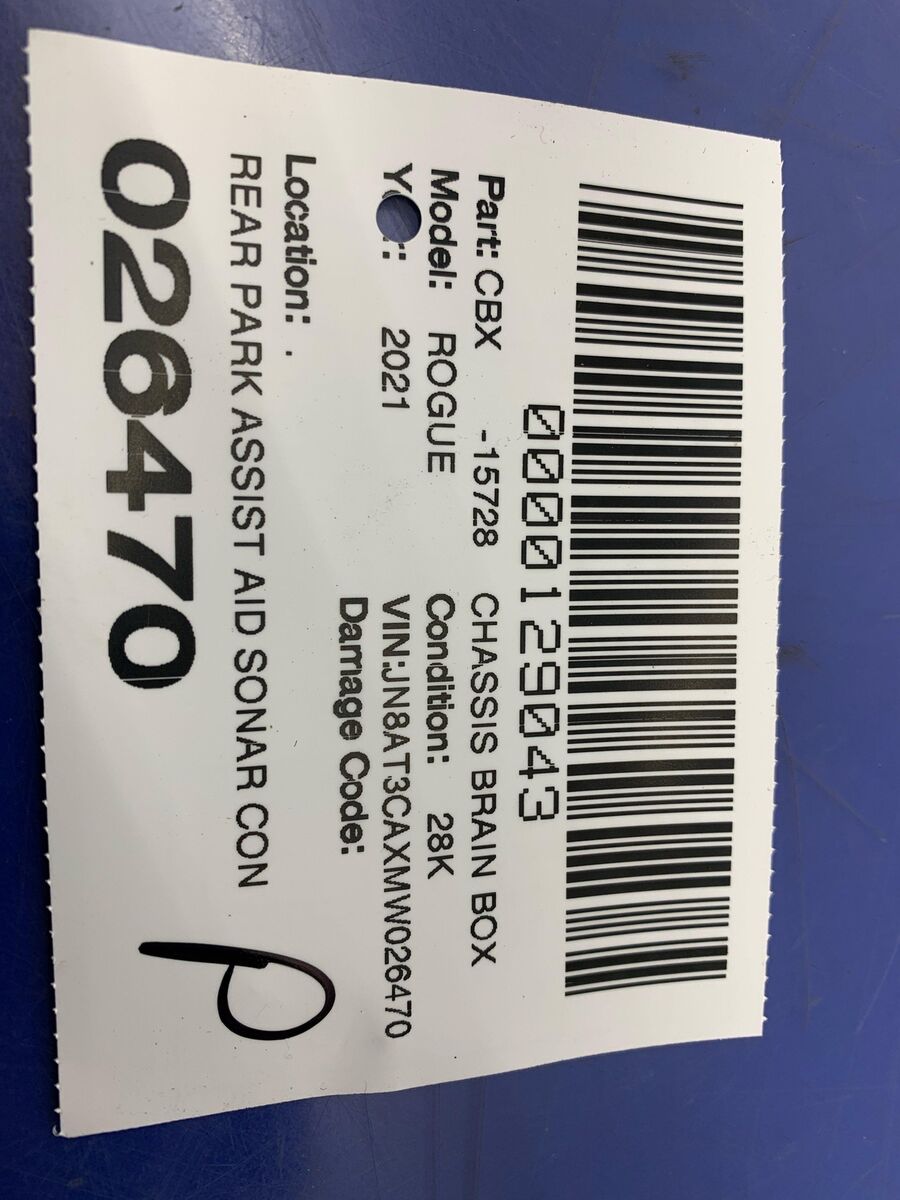 0000129043
Part: CBX -15728 CHASSIS BRAIN BOX
Model: ROGUE Condition: 28K
Y r: 2021 VIN:JN8AT3CAXMW026470
Damage Code:
Location: .
REAR PARK ASSIST AID SONAR CON
026470
P